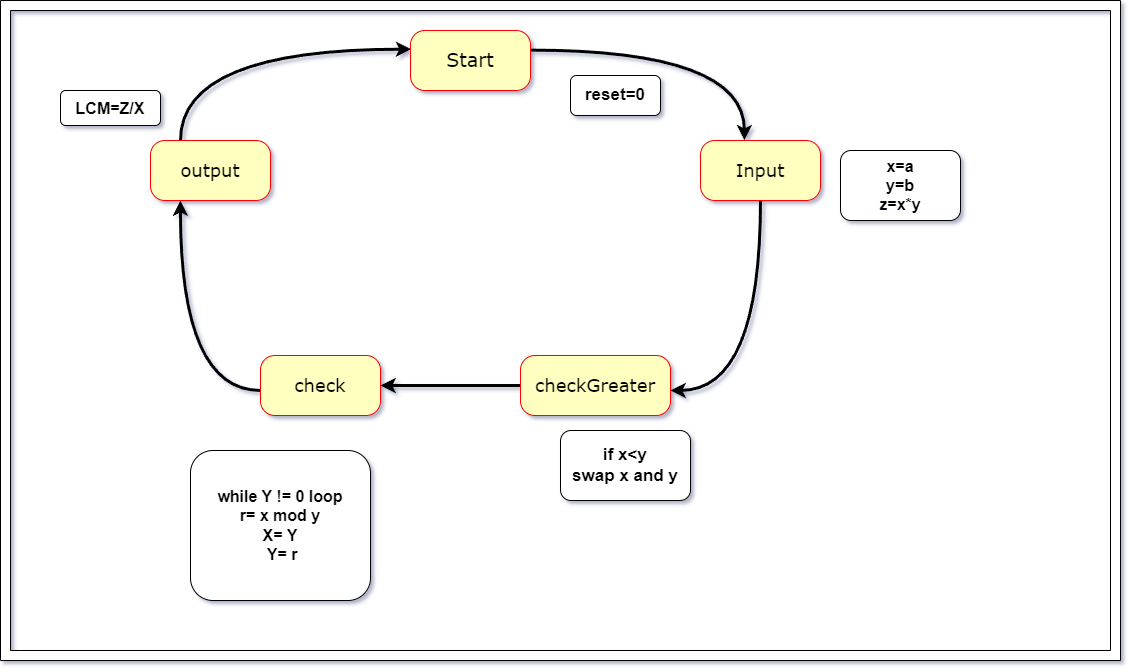 Start
reset=0
LCM=Z/X
output
Input
x=a
y=b
z=x*y
check
checkGreater
if x<y
swap x and y
while Y != 0 loop
r= x mod y
X= Y
Y= r